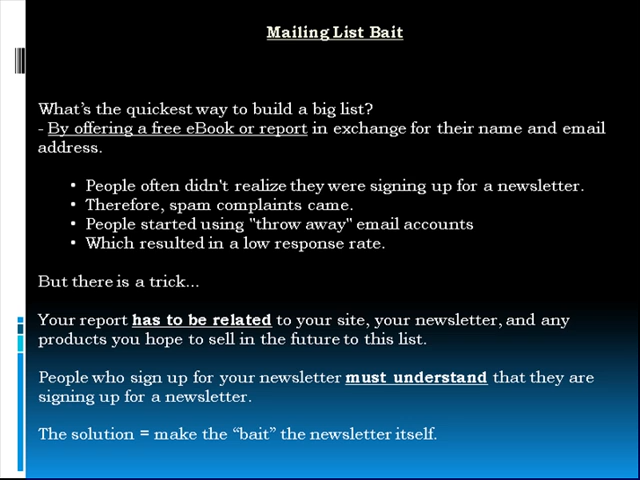 Mailing List Bait
What's the quickest way to build a big list?
- By offering a free eBook or report in exchange for their name and email
address.
• People often didn't realize they were signing up for a newsletter.
• Therefore, spam complaints came.
• People started using "throw away" email accounts
• Which resulted in a low response rate.
But there is a trick...
Your report has to be related to your site, your newsletter, and any
products you hope to sell in the future to this list.
People who sign up for your newsletter must understand that they are
signing up for a newsletter.
The solution = make the “bait” the newsletter itself.